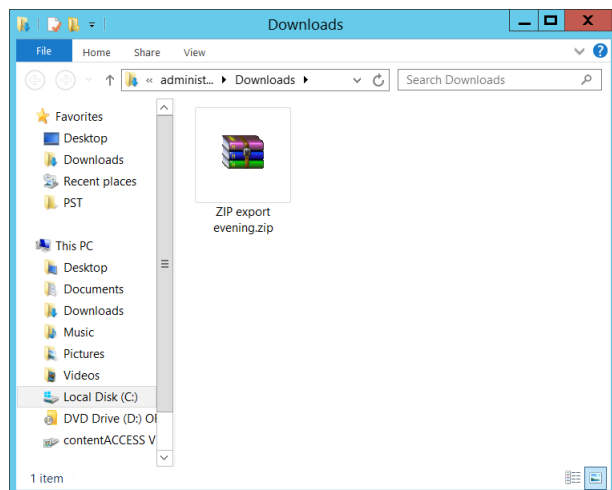 Downloads
X
File Home Share View
?
« administ... Downloads Search Downloads
Favorites
Desktop
Downloads
Recent places
PST
This PC
Desktop
Documents
Downloads
Music
Pictures
Videos
Local Disk (C:)
DVD Drive (D:) OF
contentACCESS V
ZIP export
evening.zip
1 item